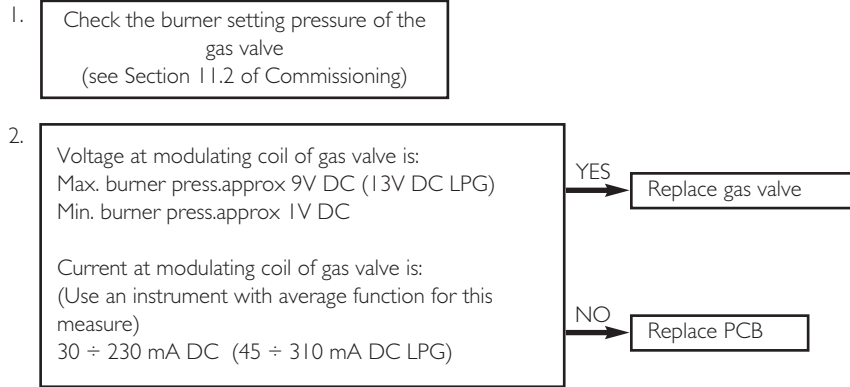 1.
Check the burner setting pressure of the
gas valve
(see Section 11.2 of Commissioning)
2.
Voltage at modulating coil of gas valve is:
Max. burner press.approx 9V DC (13V DC LPG)
Min. burner press.approx 1V DC
Current at modulating coil of gas valve is:
(Use an instrument with average function for this
measure)
30 ÷ 230 mA DC (45 ÷ 310 mA DC LPG)
YES
Replace gas valve
NO
Replace PCB